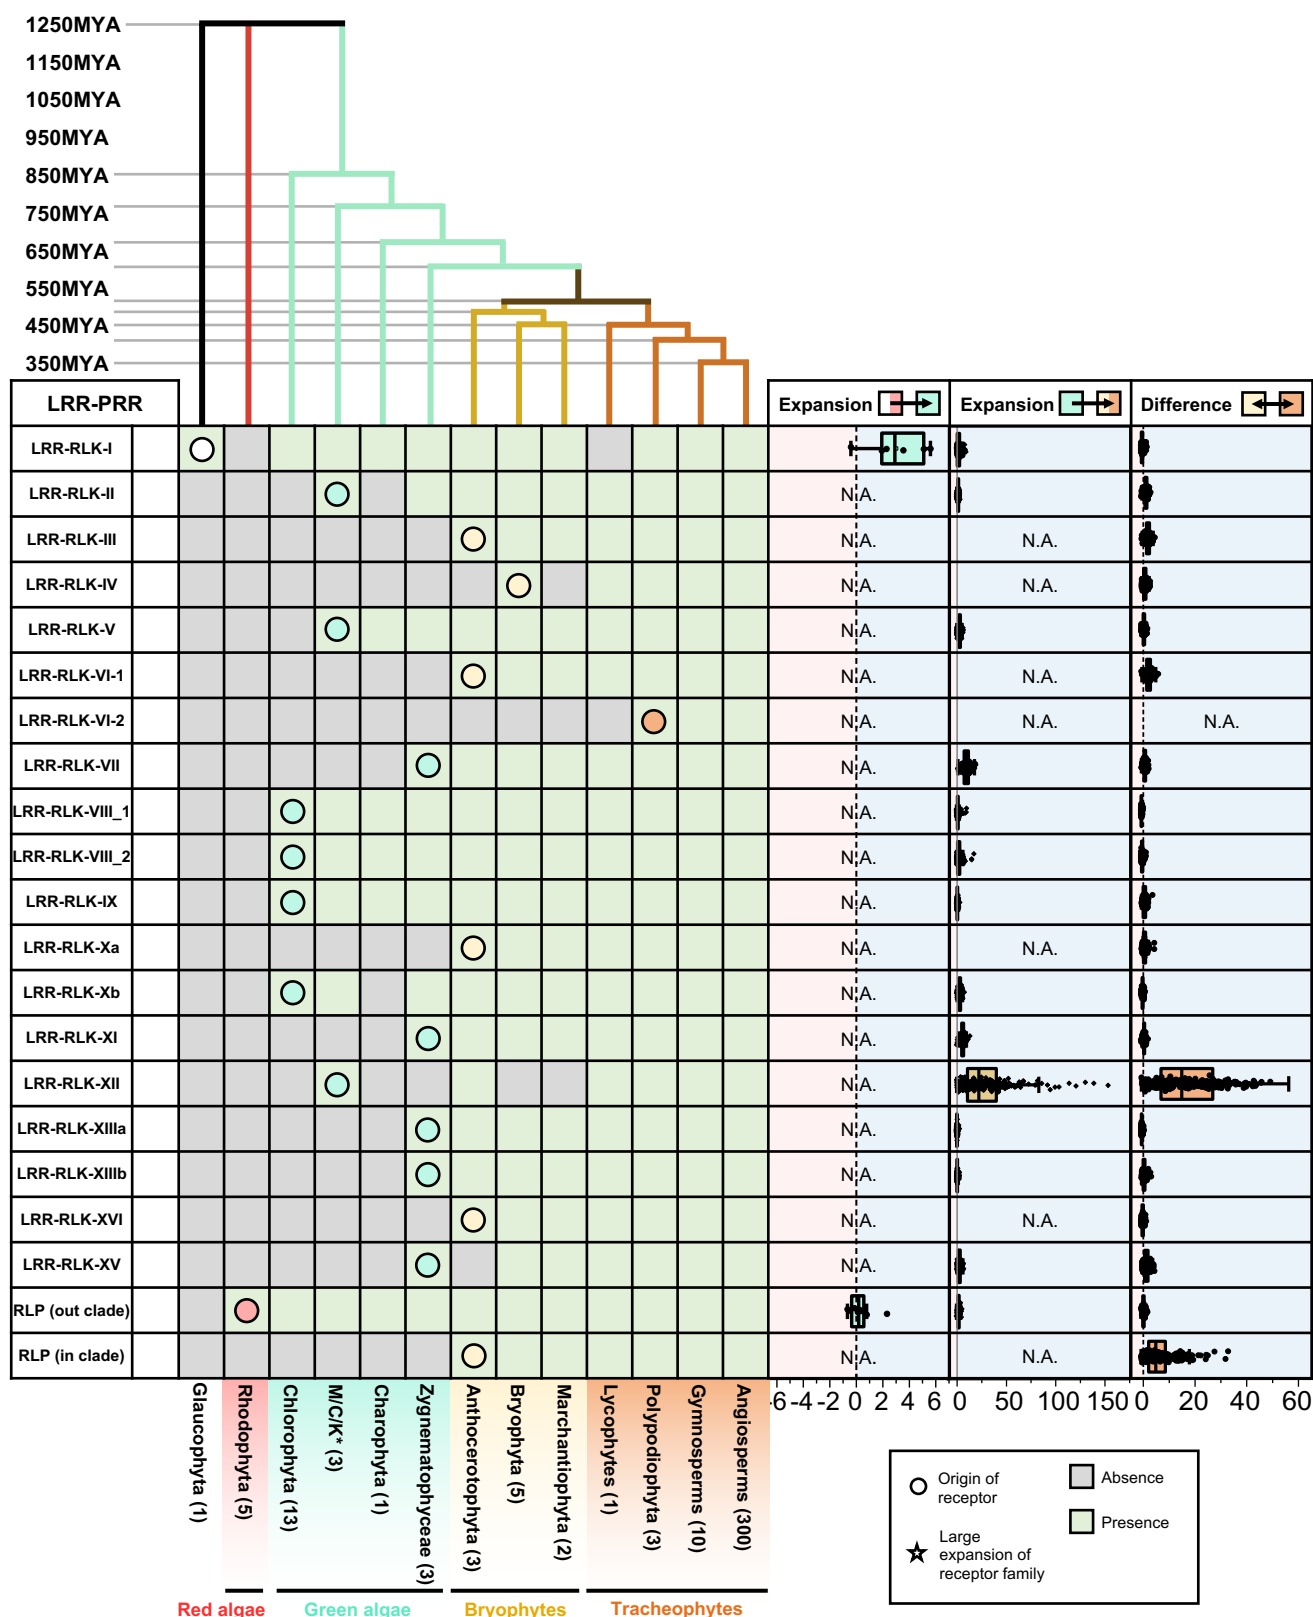 1250MYA
1150MYA
1050MYA
950MYA
850MYA
750MYA
650MYA
550MYA
450MYA
350MYA
LRR-PRR
Expansion
Expansion
Difference
LRR-RLK-I
LRR-RLK-II
N.A.
LRR-RLK-III
N.A.
N.A.
LRR-RLK-IV
N.A.
N.A.
LRR-RLK-V
N.A.
LRR-RLK-VI-1
N.A.
N.A.
LRR-RLK-VI-2
N.A.
N.A.
N.A.
LRR-RLK-VII
N.A.
LRR-RLK-VIII_1
N.A.
LRR-RLK-VIII_2
N.A.
LRR-RLK-IX
N.A.
LRR-RLK-Xa
N.A.
N.A.
LRR-RLK-Xb
N.A.
LRR-RLK-XI
N.A.
LRR-RLK-XII
N.A.
LRR-RLK-XIIIa
N.A.
LRR-RLK-XIIIb
N.A.
LRR-RLK-XVI
N.A.
N.A.
LRR-RLK-XV
N.A.
RLP (out clade)
RLP (in clade)
N.A.
N.A.
Glaucophyta (1)
Rhodophyta (5)
Chlorophyta (13)
M/C/K* (3)
Charophyta (1)
Zygnematophyceae (3)
Anthocerotophyta (3)
Bryophyta (5)
Marchantiophyta (2)
Lycophytes (1)
Polypodiophyta (3)
Gymnosperms (10)
Angiosperms (300)
-6 -4 -2 0 2 4 6
0 50 100 150
0 20 40 60
Red algae
Green algae
Bryophytes
Tracheophytes
Origin of
receptor
Large
expansion of
receptor family
Absence
Presence